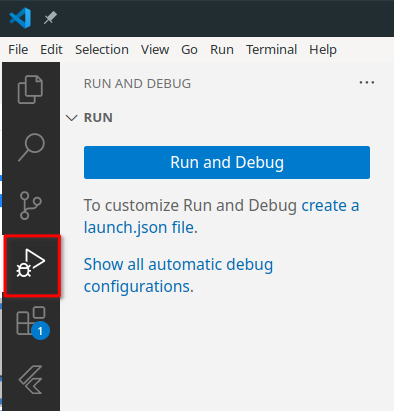 File Edit Selection View Go Run Terminal Help
RUN AND DEBUG
RUN
Run and Debug
To customize Run and Debug create a
launch.json file.
Show all automatic debug
configurations.
1